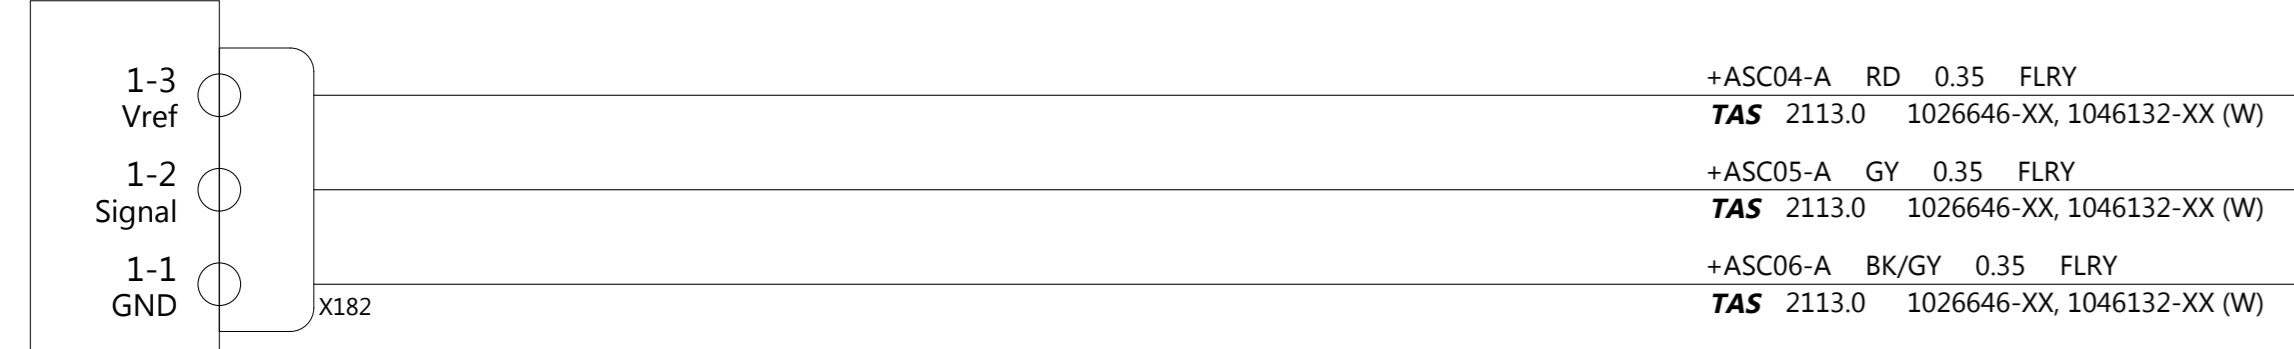 1-3
Vref
+ASC04-A RD 0.35 FLRY
TAS 2113.0 1026646-XX, 1046132-XX (W)
1-2
Signal
+ASC05-A GY 0.35 FLRY
TAS 2113.0 1026646-XX, 1046132-XX (W)
1-1
GND
X182
+ASC06-A BK/GY 0.35 FLRY
TAS 2113.0 1026646-XX, 1046132-XX (W)